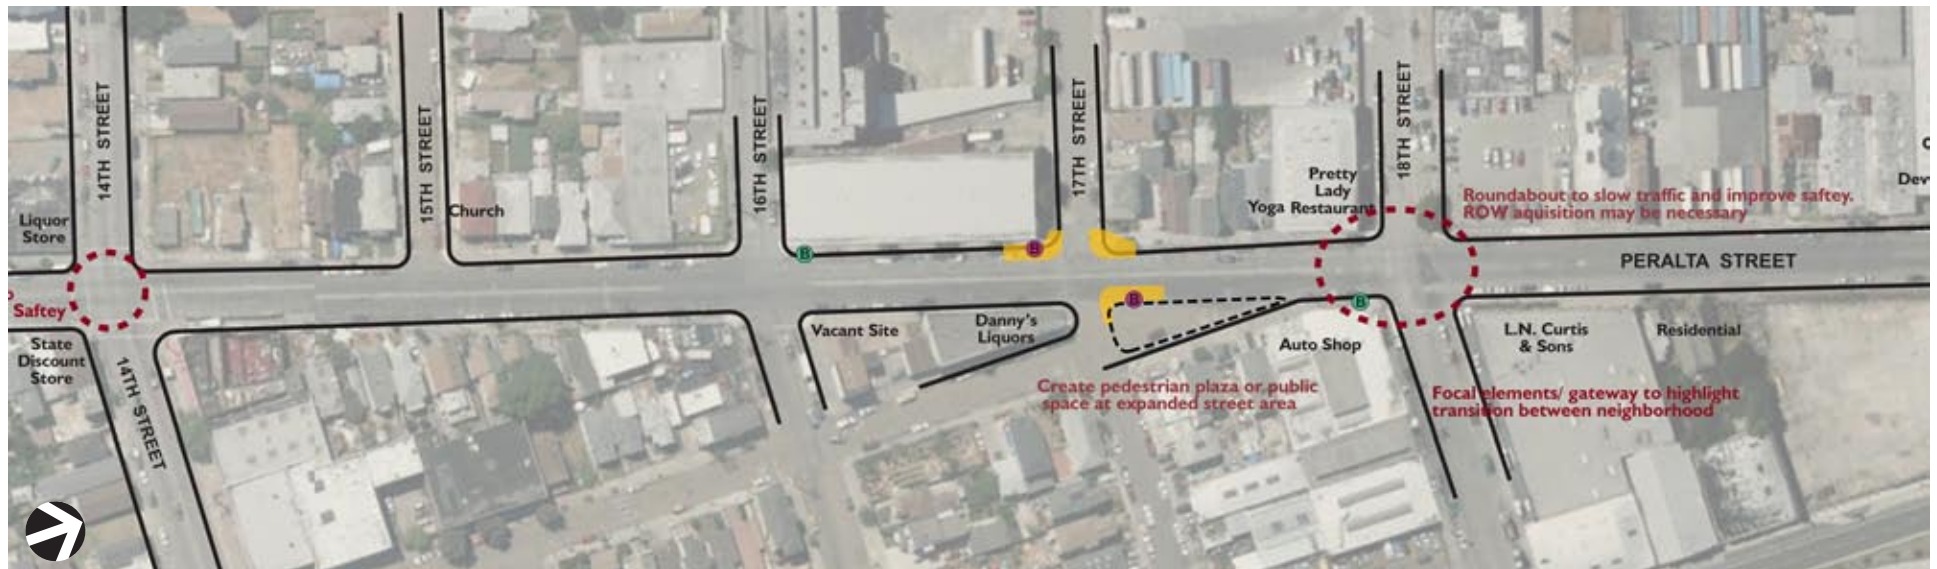 14TH STREET
15TH STREET
16TH STREET
17TH STREET
18TH STREET
Liquor
Store
Church
Pretty
Lady
Yoga Restaurant
Roundabout to slow traffic and improve saftey.
ROW aquisition may be necessary
Dev
B
B
PERALTA STREET
Saftey
B
B
State
Discount
Store
14TH STREET
Vacant Site
Danny's
Liquors
Auto Shop
L.N. Curtis
& Sons
Residential
Create pedestrian plaza or public
space at expanded street area
Focal elements/ gateway to highlight
transition between neighborhood